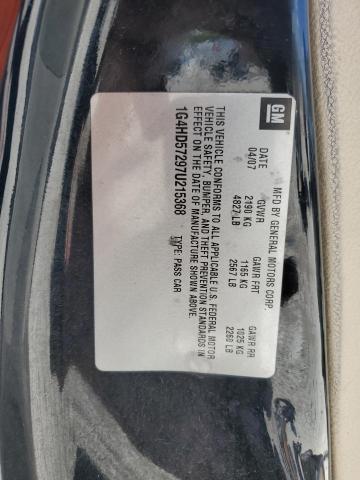 GM
MFD BY GENERAL MOTORS CORP.
DATE GVWR GAWR FRT GAWR RR
04/07 2190 KG 1165 KG 1025 KG
4827 LB 2567 LB 2260 LB
THIS VEHICLE CONFORMS TO ALL APPLICABLE U.S. FEDERAL MOTOR
VEHICLE SAFETY, BUMPER, AND THEFT PREVENTION STANDARDS IN
EFFECT ON THE DATE OF MANUFACTURE SHOWN ABOVE.
1G4HD57297U215368 TYPE: PASS CAR